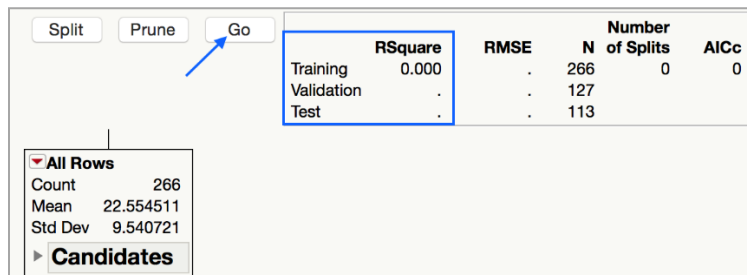 Split Prune Go
Number
RSquare RMSE N of Splits AICc
Training 0.000 . 266 0 0
Validation . . 127
Test . . 113
All Rows
Count 266
Mean 22.554511
Std Dev 9.540721
Candidates